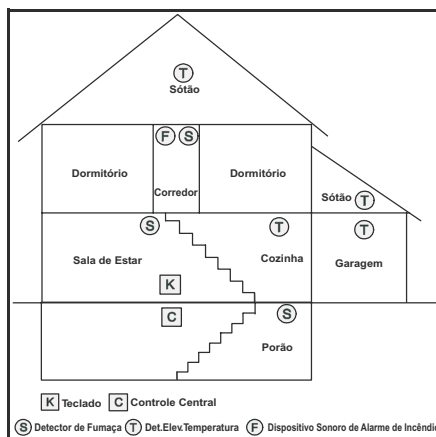 T
Sótão
F S
Dormitório
Corredor
Dormitório
Sótão T
S
T
T
Sala de Estar
Cozinha
Garagem
K
C
S
Porão
K Teclado C Controle Central
S Detector de Fumaça T Det.Elev.Temperatura F Dispositivo Sonoro de Alarme de Incêndio